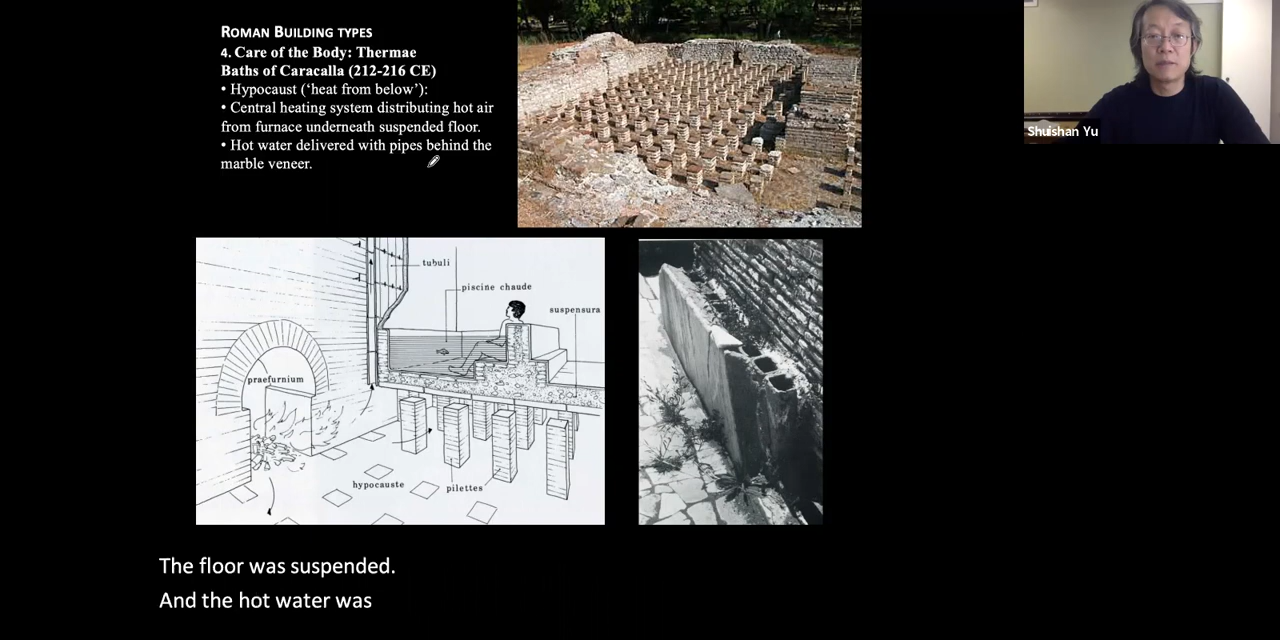 ROMAN BUILDING TYPES
4. Care of the Body: Thermae
Baths of Caracalla (212-216 CE)
• Hypocaust (‘heat from below’):
• Central heating system distributing hot air
from furnace underneath suspended floor.
• Hot water delivered with pipes behind the
marble veneer.
Shuishan Yu
tubuli
piscine chaude
suspensura
praefurnium
hypocauste
pilettes
The floor was suspended.
And the hot water was